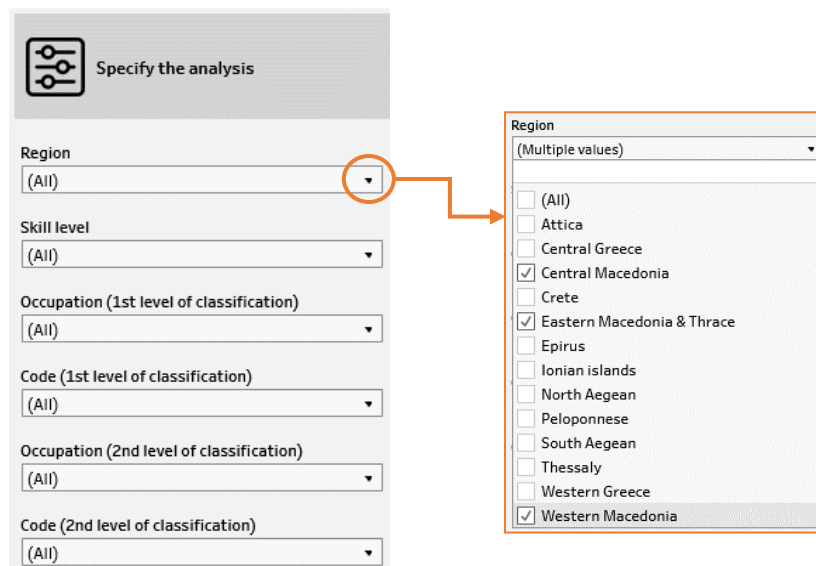 Specify the analysis
Region
(All)
Skill level
(All)
Occupation (1st level of classification)
(All)
Code (1st level of classification)
(All)
Occupation (2nd level of classification)
(All)
Code (2nd level of classification)
(All)
Region
(Multiple values)
(All)
Attica
Central Greece
Central Macedonia
Crete
Eastern Macedonia & Thrace
Epirus
Ionian islands
North Aegean
Peloponnese
South Aegean
Thessaly
Western Greece
Western Macedonia